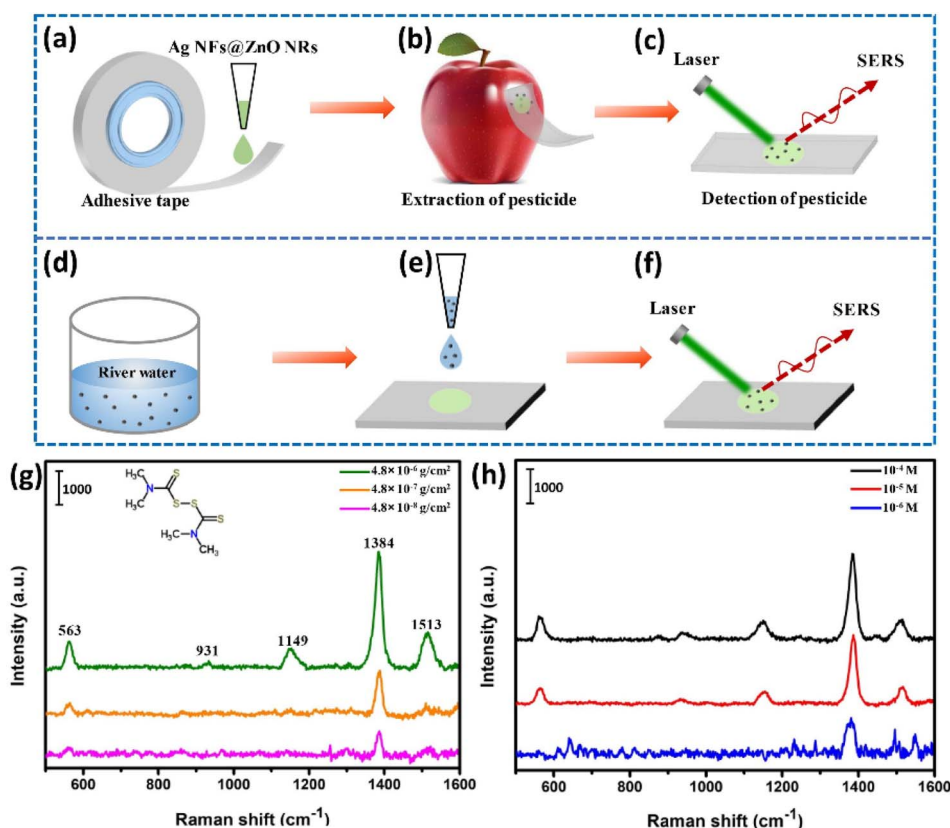 (a)
Ag NFs@ZnO NRs
Adhesive tape
(b)
Extraction of pesticide
(c)
Laser
SERS
Detection of pesticide
(d)
River water
(e)
(f)
Laser
SERS
(g)
1000
CH₃
H₃C
N
S
S
S
S
N
H₃C
CH₃
4.8× 10⁻⁶ g/cm²
4.8× 10⁻⁷ g/cm²
4.8× 10⁻⁸ g/cm²
563
931
1149
1384
1513
Intensity (a.u.)
600 800 1000 1200 1400 1600
Raman shift (cm⁻¹)
(h)
1000
10⁻⁴ M
10⁻⁵ M
10⁻⁶ M
Intensity (a.u.)
600 800 1000 1200 1400 1600
Raman shift (cm⁻¹)